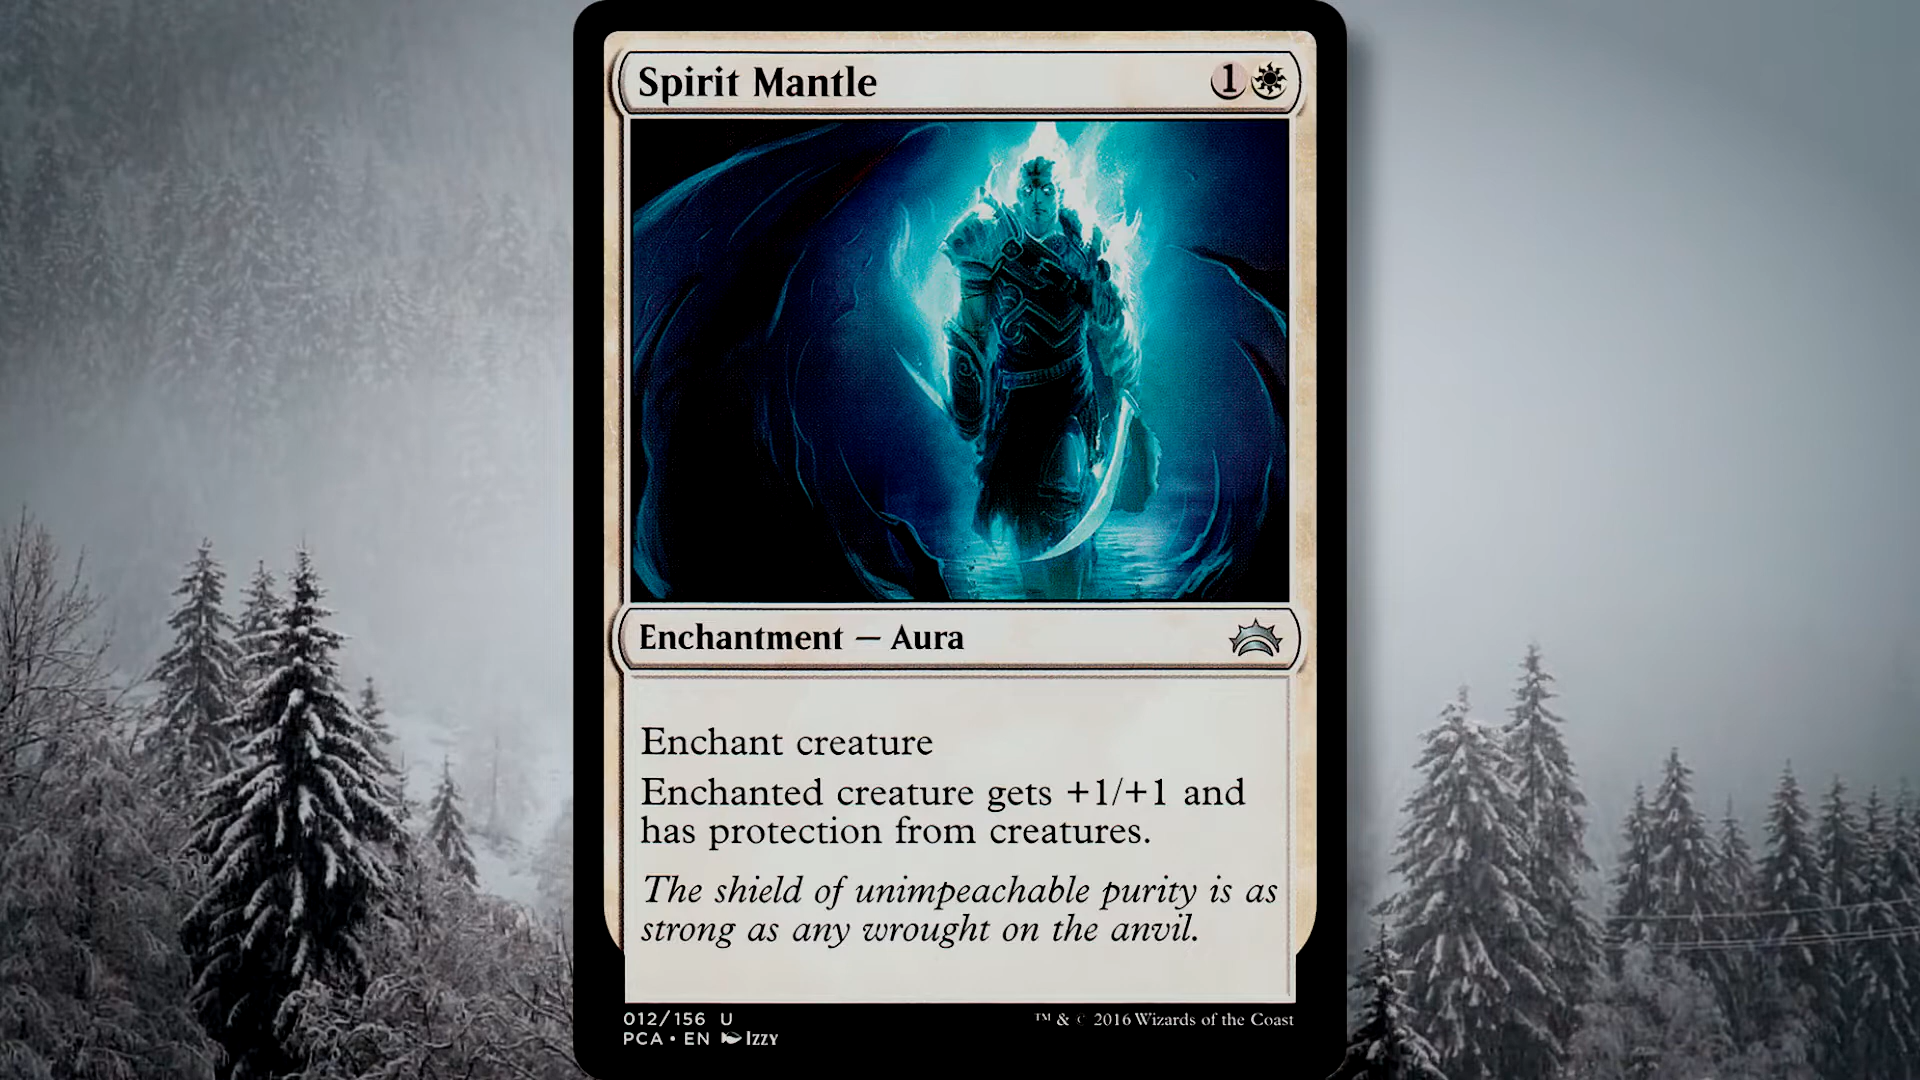 Spirit Mantle 1
Enchantment — Aura
Enchant creature
Enchanted creature gets +1/+1 and
has protection from creatures.
The shield of unimpeachable purity is as
strong as any wrought on the anvil.
012/156 U
™ & © 2016 Wizards of the Coast
PCA • EN Izzy